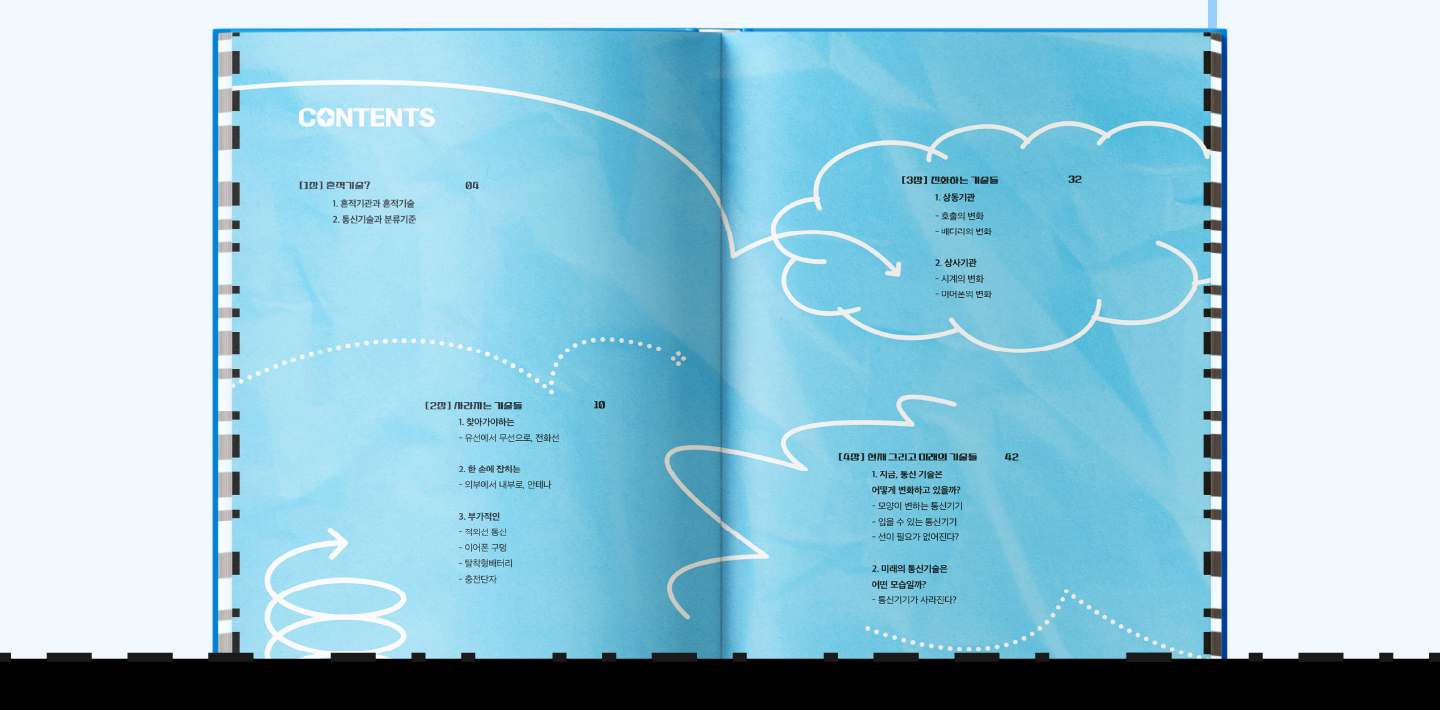 CONTENTS
[1장] 흔적기술? 04
1. 흔적기관과 흔적기술
2. 통신기술과 분류기준
[2장] 사라지는 기술들 10
1. 찾아가야하는
- 유선에서 무선으로, 전화선
2. 한 손에 잡히는
- 외부에서 내부로, 안테나
3. 부가적인
- 적외선 통신
- 이어폰 구멍
- 탈착형배터리
- 충전단자
[3장] 진화하는 기술들 32
1. 상동기관
- 호출의 변화
- 배터리의 변화
2. 상사기관
- 시계의 변화
- 이어폰의 변화
[4장] 현재 그리고 미래의 기술들 42
1. 지금, 통신 기술은
어떻게 변화하고 있을까?
- 모양이 변하는 통신기기
- 입을 수 있는 통신기기
- 선이 필요가 없어진다?
2. 미래의 통신기술은
어떤 모습일까?
- 통신기기가 사라진다?